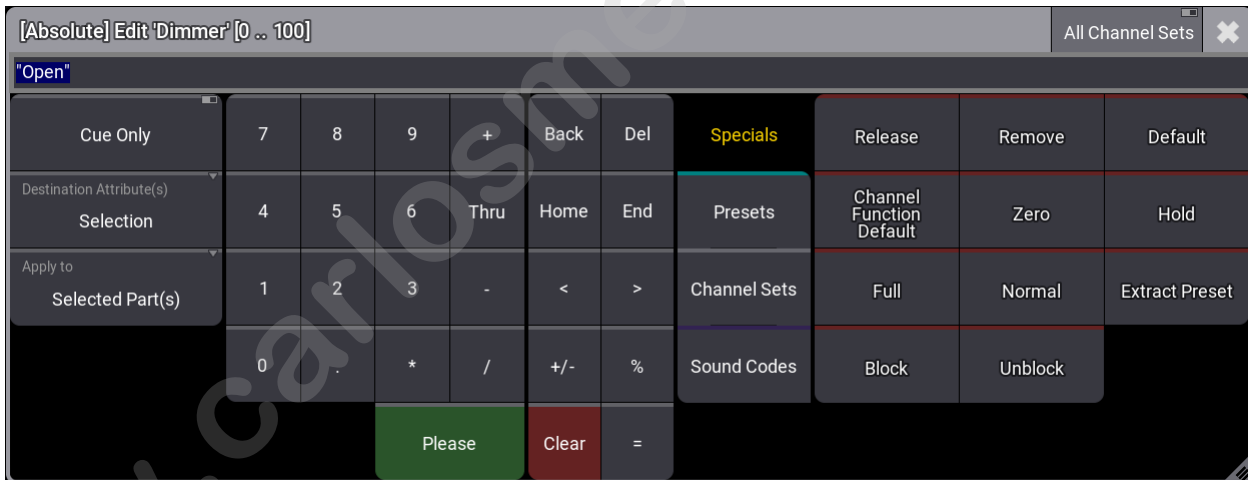 [Absolute] Edit 'Dimmer' [0 .. 100]
All Channel Sets
"Open"
Cue Only
7 8 9 + Back Del
Specials
Release Remove Default
Destination Attribute(s)
Selection
4 5 6 Thru Home End
Presets
Channel
Function
Default
Zero Hold
Apply to
Selected Part(s)
1 2 3 - < >
Channel Sets
Full Normal Extract Preset
0 . * / +/- %
Sound Codes
Block Unblock
Please Clear =
carlosme